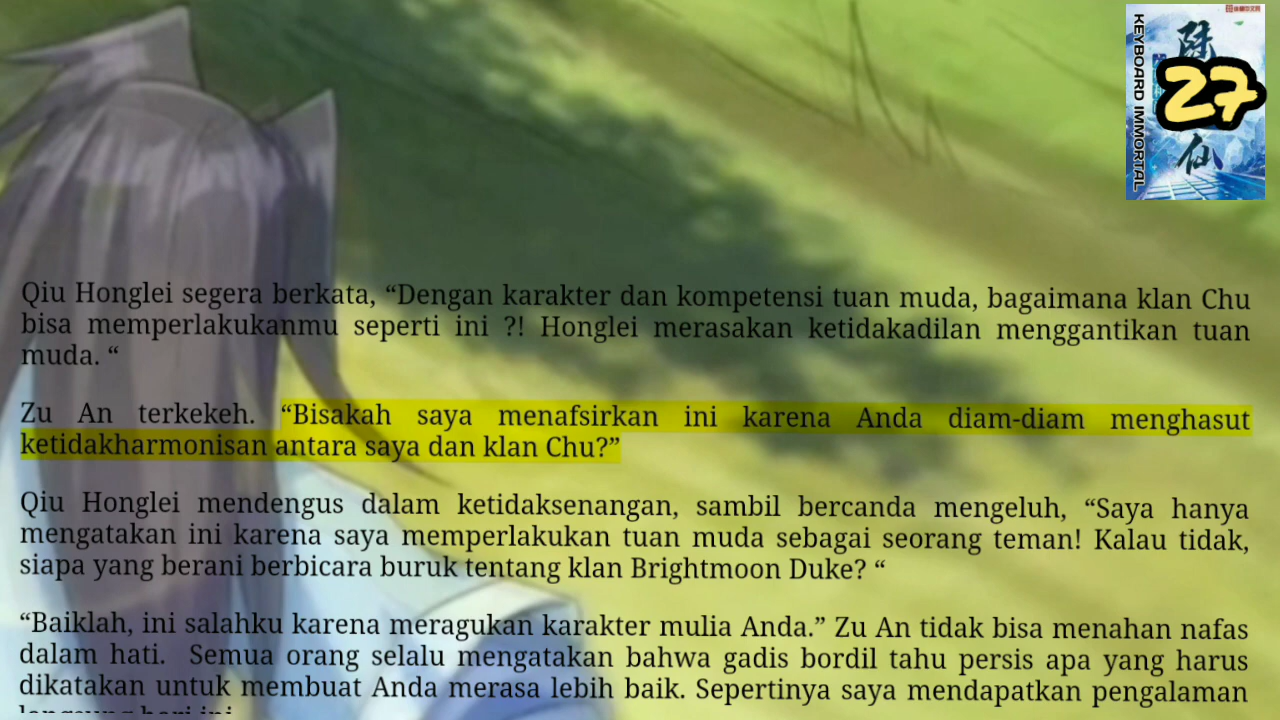 KEYBOARD IMMORTAL
陆
27
仙
Qiu Honglei segera berkata, “Dengan karakter dan kompetensi tuan muda, bagaimana klan Chu
bisa memperlakukanmu seperti ini ?! Honglei merasakan ketidakadilan menggantikan tuan
muda. “
Zu An terkekeh. “Bisakah saya menafsirkan ini karena Anda diam-diam menghasut
ketidakharmonisan antara saya dan klan Chu?”
Qiu Honglei mendengus dalam ketidaksenangan, sambil bercanda mengeluh, “Saya hanya
mengatakan ini karena saya memperlakukan tuan muda sebagai seorang teman! Kalau tidak,
siapa yang berani berbicara buruk tentang klan Brightmoon Duke? “
“Baiklah, ini salahku karena meragukan karakter mulia Anda.” Zu An tidak bisa menahan nafas
dalam hati. Semua orang selalu mengatakan bahwa gadis bordil tahu persis apa yang harus
dikatakan untuk membuat Anda merasa lebih baik. Sepertinya saya mendapatkan pengalaman